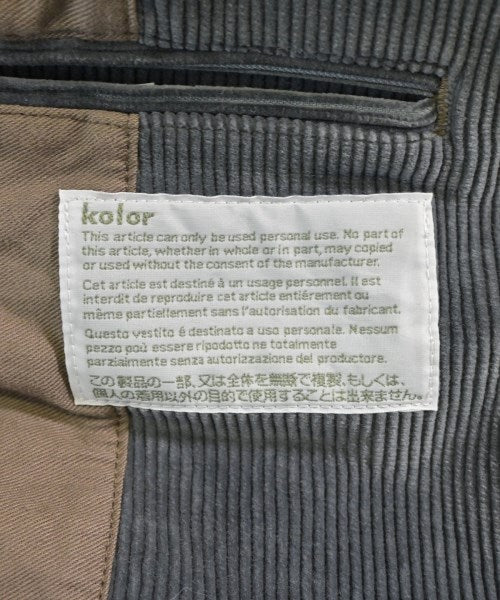 kolor
This article can only be used personal use. No part of
this article, whether in whole or in part, may copied
or used without the consent of the manufacturer.
Cet article est destiné à un usage personnel. Il est
interdit de reproduire cet article entiérement ou
même partiellement sans l'autorisation du fabricant.
Questo vestito é destinato a uso personale. Nessum
pezzo poù essere ripodotto ne totalmente
parzialmente senza autorizzazione del productore.
この製品の一部、又は全体を無断で複製、もしくは、
個人の着用以外の目的で使用することは出来ません。